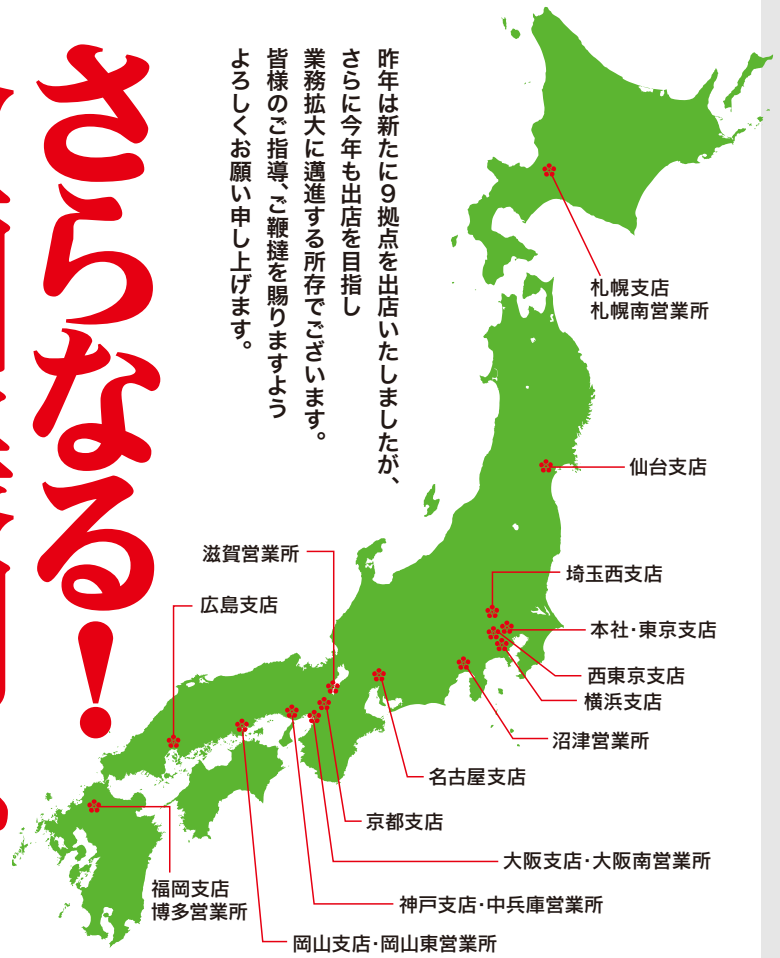 さらなる!
昨年は新たに9拠点を出店いたしましたが、
さらに今年も出店を目指し
業務拡大に邁進する所存でございます。
皆様のご指導、ご鞭撻を賜りますよう
よろしくお願い申し上げます。
札幌支店
札幌南営業所
仙台支店
埼玉西支店
本社・東京支店
西東京支店
横浜支店
沼津営業所
名古屋支店
京都支店
大阪支店・大阪南営業所
神戸支店・中兵庫営業所
岡山支店・岡山東営業所
滋賀営業所
広島支店
福岡支店
博多営業所